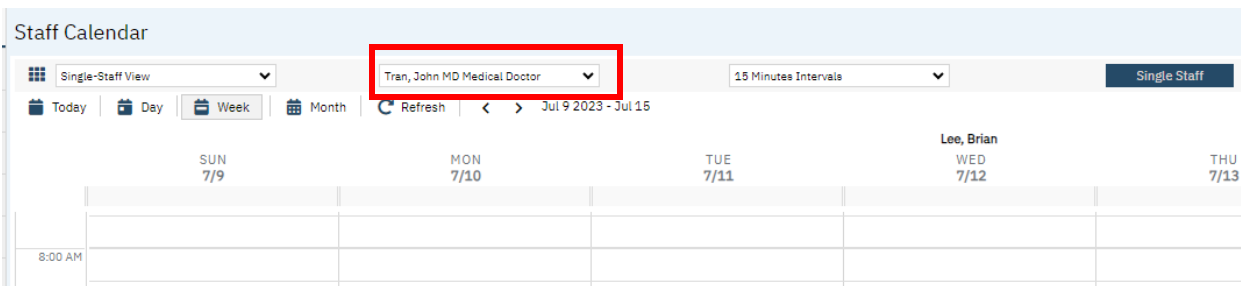 Staff Calendar
Single-Staff View Tran, John MD Medical Doctor 15 Minutes Intervals Single Staff
Today Day Week Month Refresh < > Jul 9 2023 - Jul 15
Lee, Brian
SUN MON TUE WED THU
7/9 7/10 7/11 7/12 7/13
8:00 AM